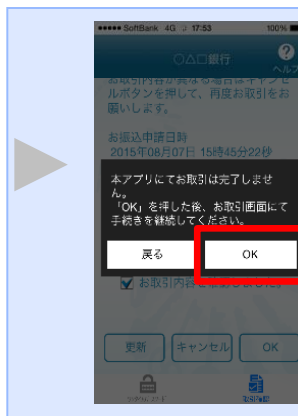 ●●●●● SoftBank 4G 17:53 100%
○△□銀行
ヘルプ
お取引内容が異なる場合はキャンセ
ルボタンを押して、再度お取引をお
願いします。
お振込申請日時
2015年08月07日 15時45分22秒
本アプリにてお取引は完了しませ
ん。
「OK」を押した後、お取引画面にて
手続きを継続してください。
戻る OK
お取引内容を確認しました。
更新 キャンセル OK
取引確認